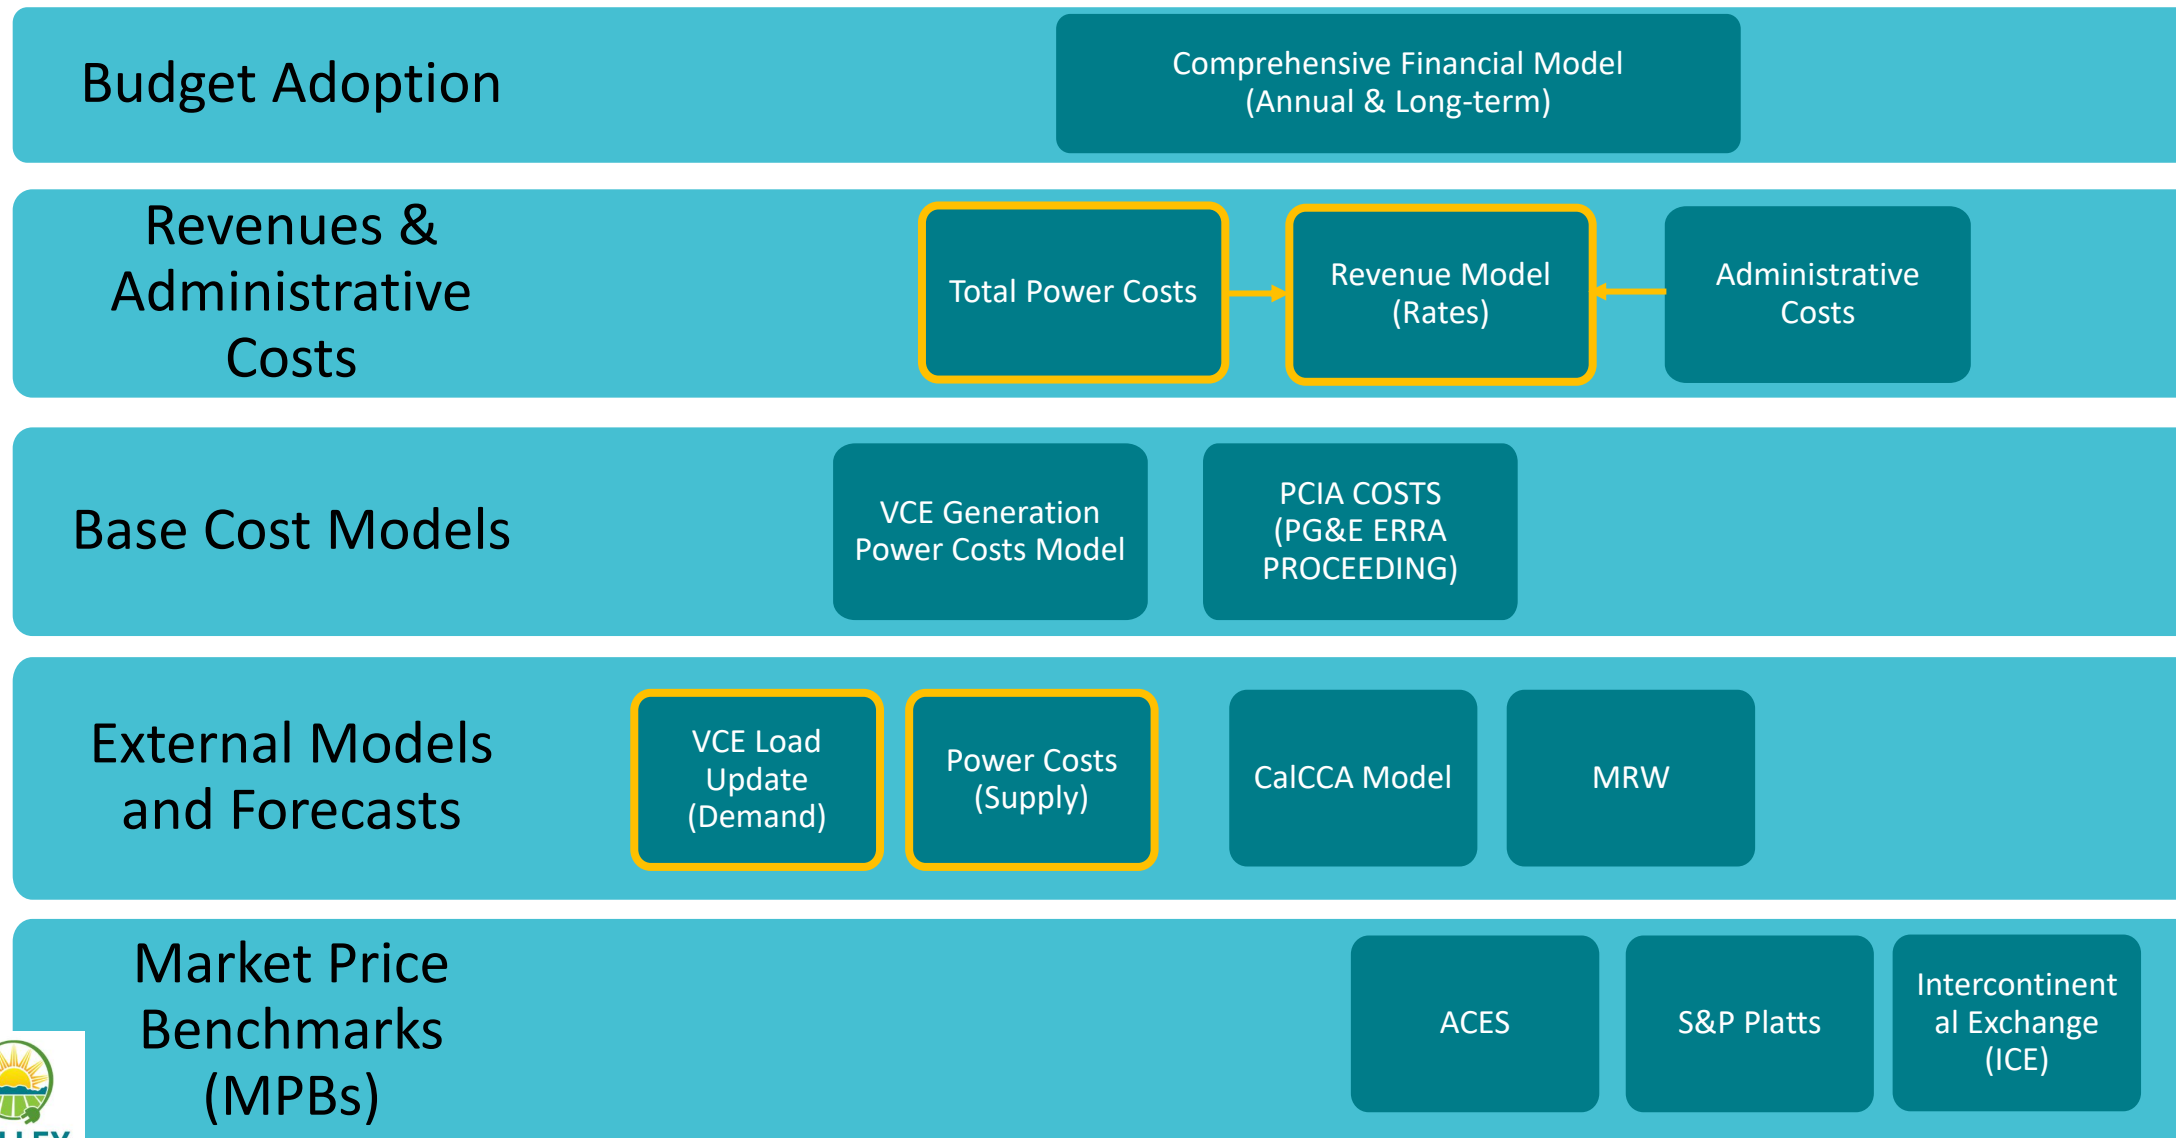 Budget Adoption
Comprehensive Financial Model
(Annual & Long-term)
Revenues &
Administrative
Costs
Total Power Costs
Revenue Model
(Rates)
Administrative
Costs
Base Cost Models
VCE Generation
Power Costs Model
PCIA COSTS
(PG&E ERRA
PROCEEDING)
External Models
and Forecasts
VCE Load
Update
(Demand)
Power Costs
(Supply)
CalCCA Model
MRW
Market Price
Benchmarks
(MPBs)
ACES
S&P Platts
Intercontinent
al Exchange
(ICE)